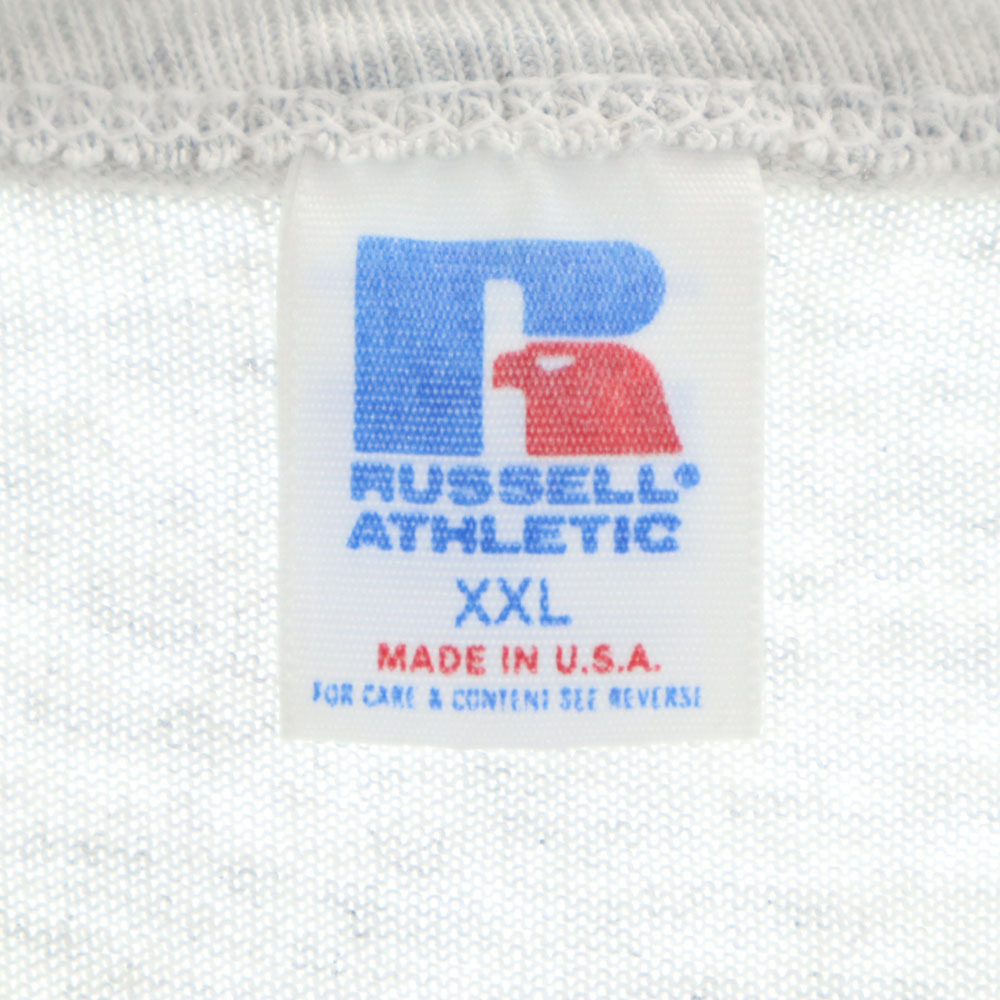 RUSSELL®
ATHLETIC
XXL
MADE IN U.S.A.
FOR CARE & CONTENT SEE REVERSE